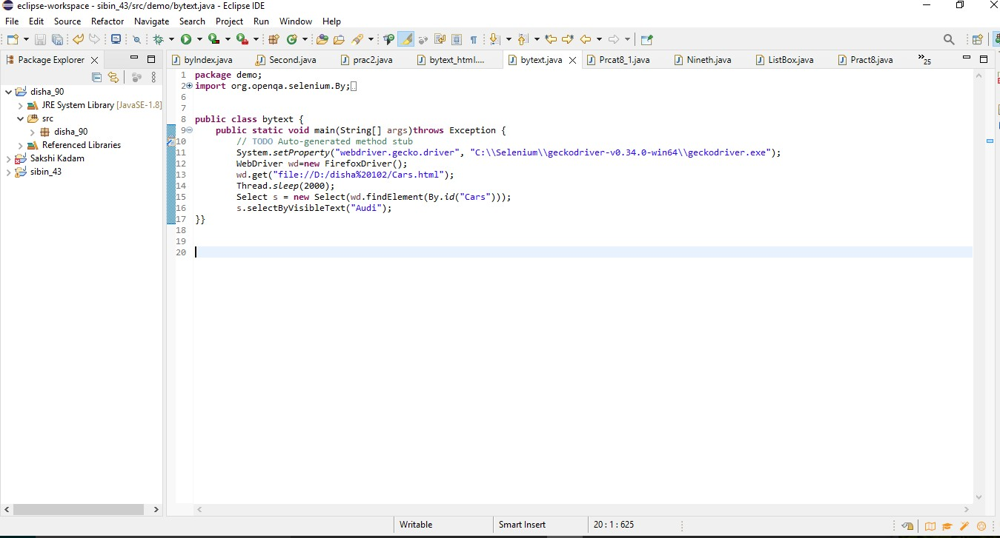 eclipse-workspace - sibin_43/src/demo/bytext.java - Eclipse IDE
File Edit Source Refactor Navigate Search Project Run Window Help
Package Explorer
byIndex.java Second.java prac2.java bytext_html.... bytext.java Prcat8_1.java Nineth.java ListBox.java Pract8.java »25
disha_90
JRE System Library [JavaSE-1.8]
src
disha_90
Referenced Libraries
Sakshi Kadam
sibin_43
1 package demo;
2 import org.openqa.selenium.By;
6
7
8 public class bytext {
9 public static void main(String[] args)throws Exception {
10 // TODO Auto-generated method stub
11 System.setProperty("webdriver.gecko.driver", "C:\\Selenium\\geckodriver-v0.34.0-win64\\geckodriver.exe");
12 WebDriver wd=new FirefoxDriver();
13 wd.get("file://D:/disha%20102/Cars.html");
14 Thread.sleep(2000);
15 Select s = new Select(wd.findElement(By.id("Cars")));
16 s.selectByVisibleText("Audi");
17 }}
18
19
20
Writable Smart Insert 20 : 1 : 625